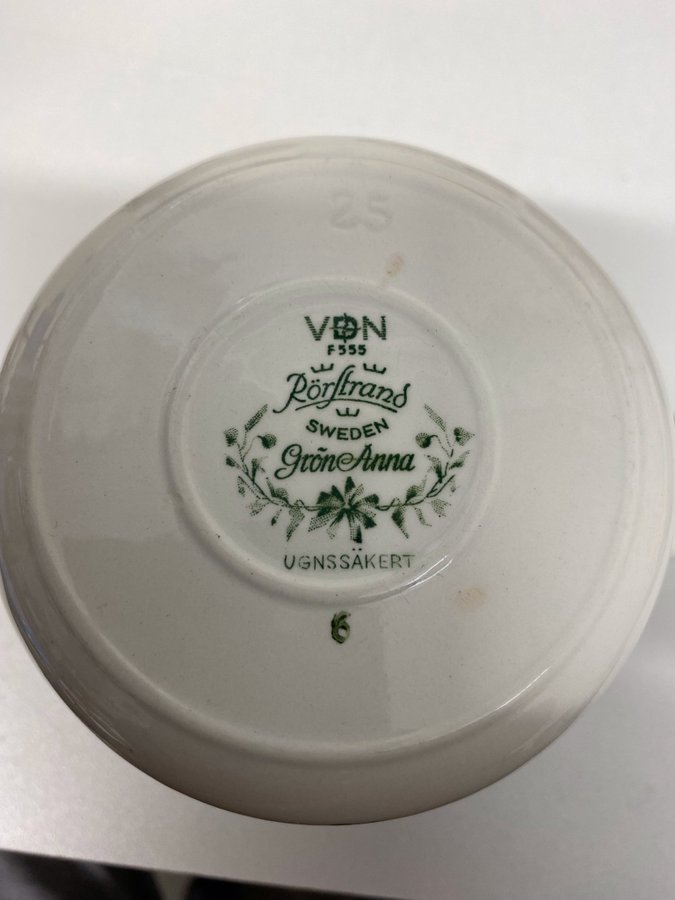 25
VDN
F555
Rörstrand
SWEDEN
Grön Anna
UGNSSÄKERT
6